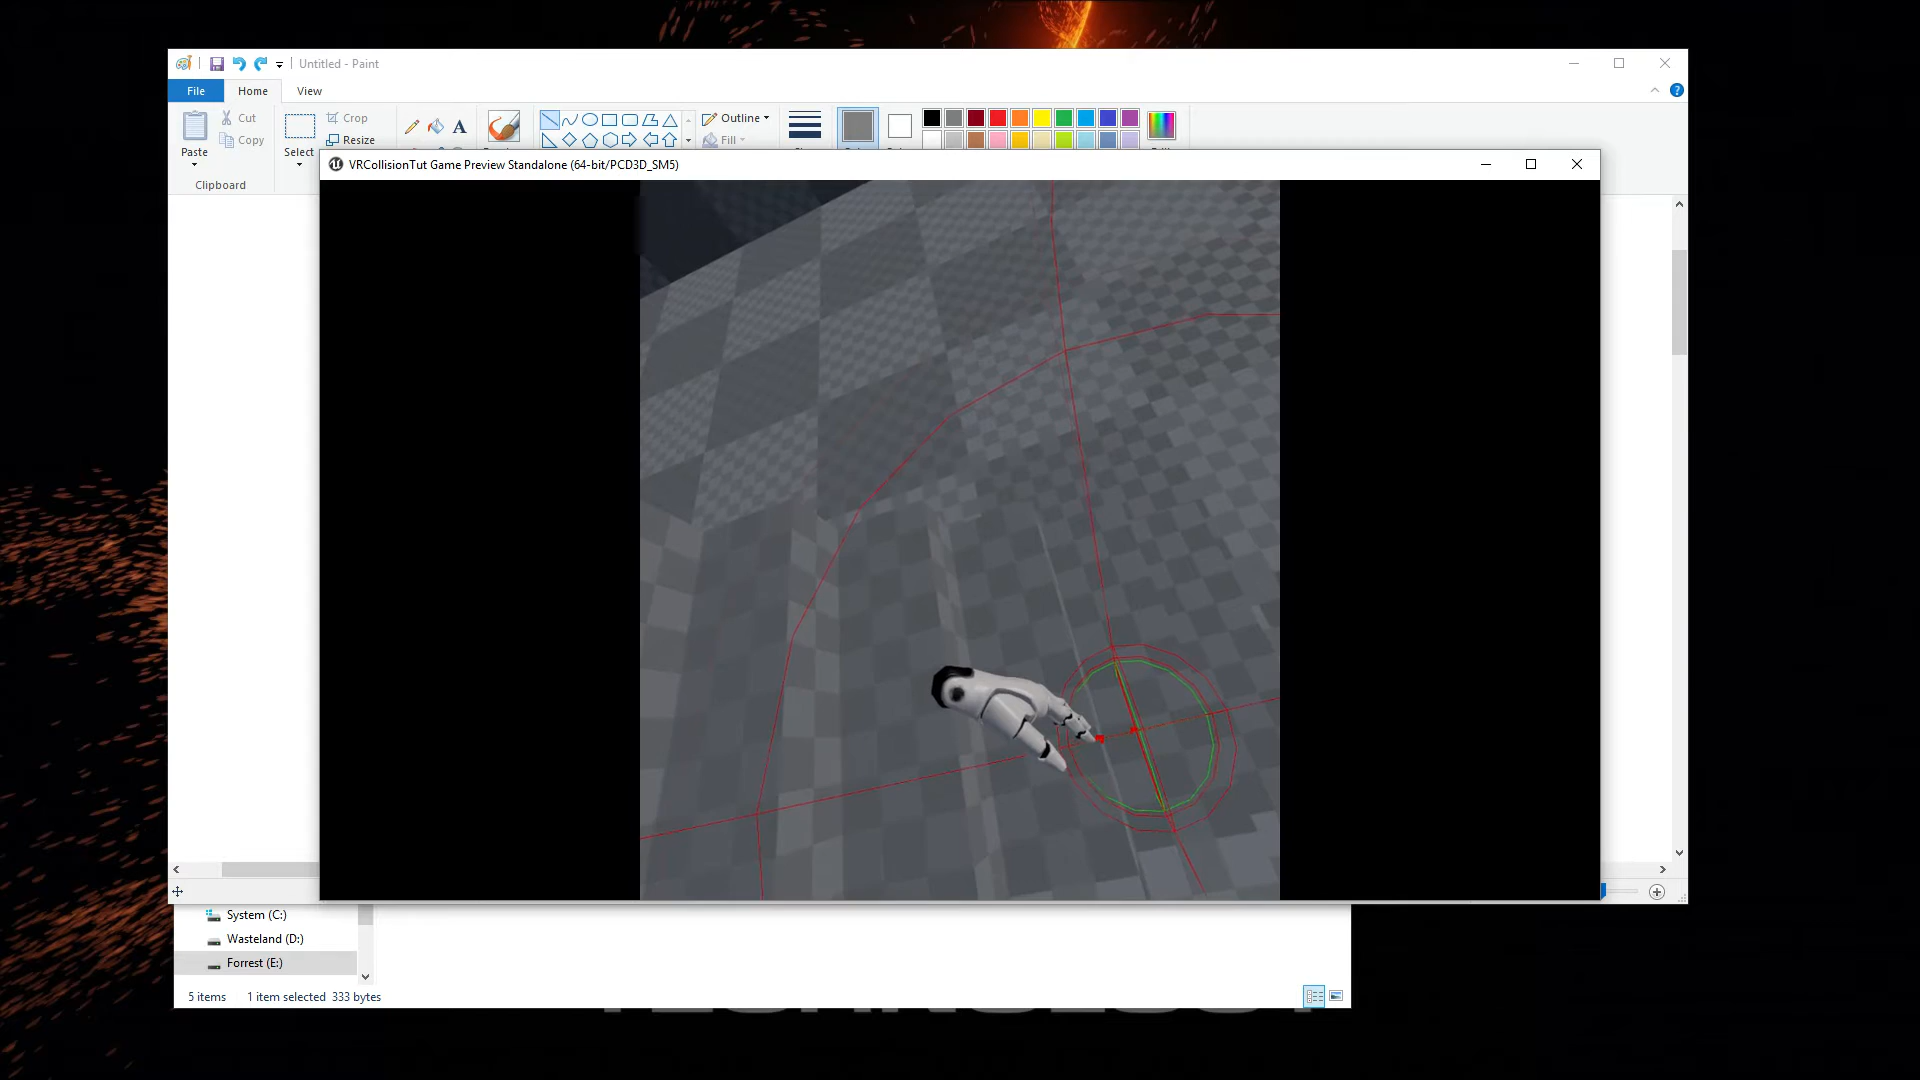 Untitled - Paint
File Home View
Paste
Cut
Copy
Clipboard
Select
Crop
Resize
A
Outline
Fill
VRCollisionTut Game Preview Standalone (64-bit/PCD3D_SM5)
System (C:)
Wasteland (D:)
Forrest (E:)
5 items 1 item selected 333 bytes